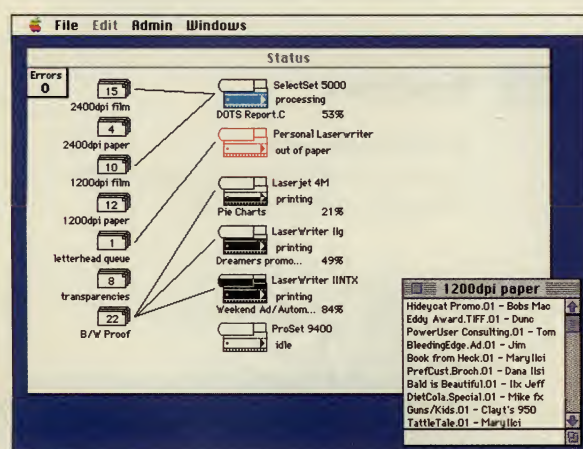 File Edit Admin Windows
Status
Errors
0
15
2400dpi film
4
2400dpi paper
10
1200dpi film
12
1200dpi paper
1
letterhead queue
8
transparencies
22
B/W Proof
SelectSet 5000
processing
DOTS Report.C 53%
Personal Laserwriter
out of paper
Laserjet 4M
printing
Pie Charts 21%
LaserWriter IIg
printing
Dreamers promo... 49%
LaserWriter IINTX
printing
Weekend Ad/Autom... 84%
ProSet 9400
idle
1200dpi paper
Hideycat Promo.01 - Bobs Mac
Eddy Award.TIFF.01 - Dunc
PowerUser Consulting.01 - Tom
BleedingEdge.Ad.01 - Jim
Book from Heck.01 - Mary IIci
PrefCust.Broch.01 - Dana IIsi
Bald is Beautiful.01 - IIx Jeff
DietCola.Special.01 - Mike fx
Guns/Kids.01 - Clayt's 950
TattleTale.01 - Mary IIci